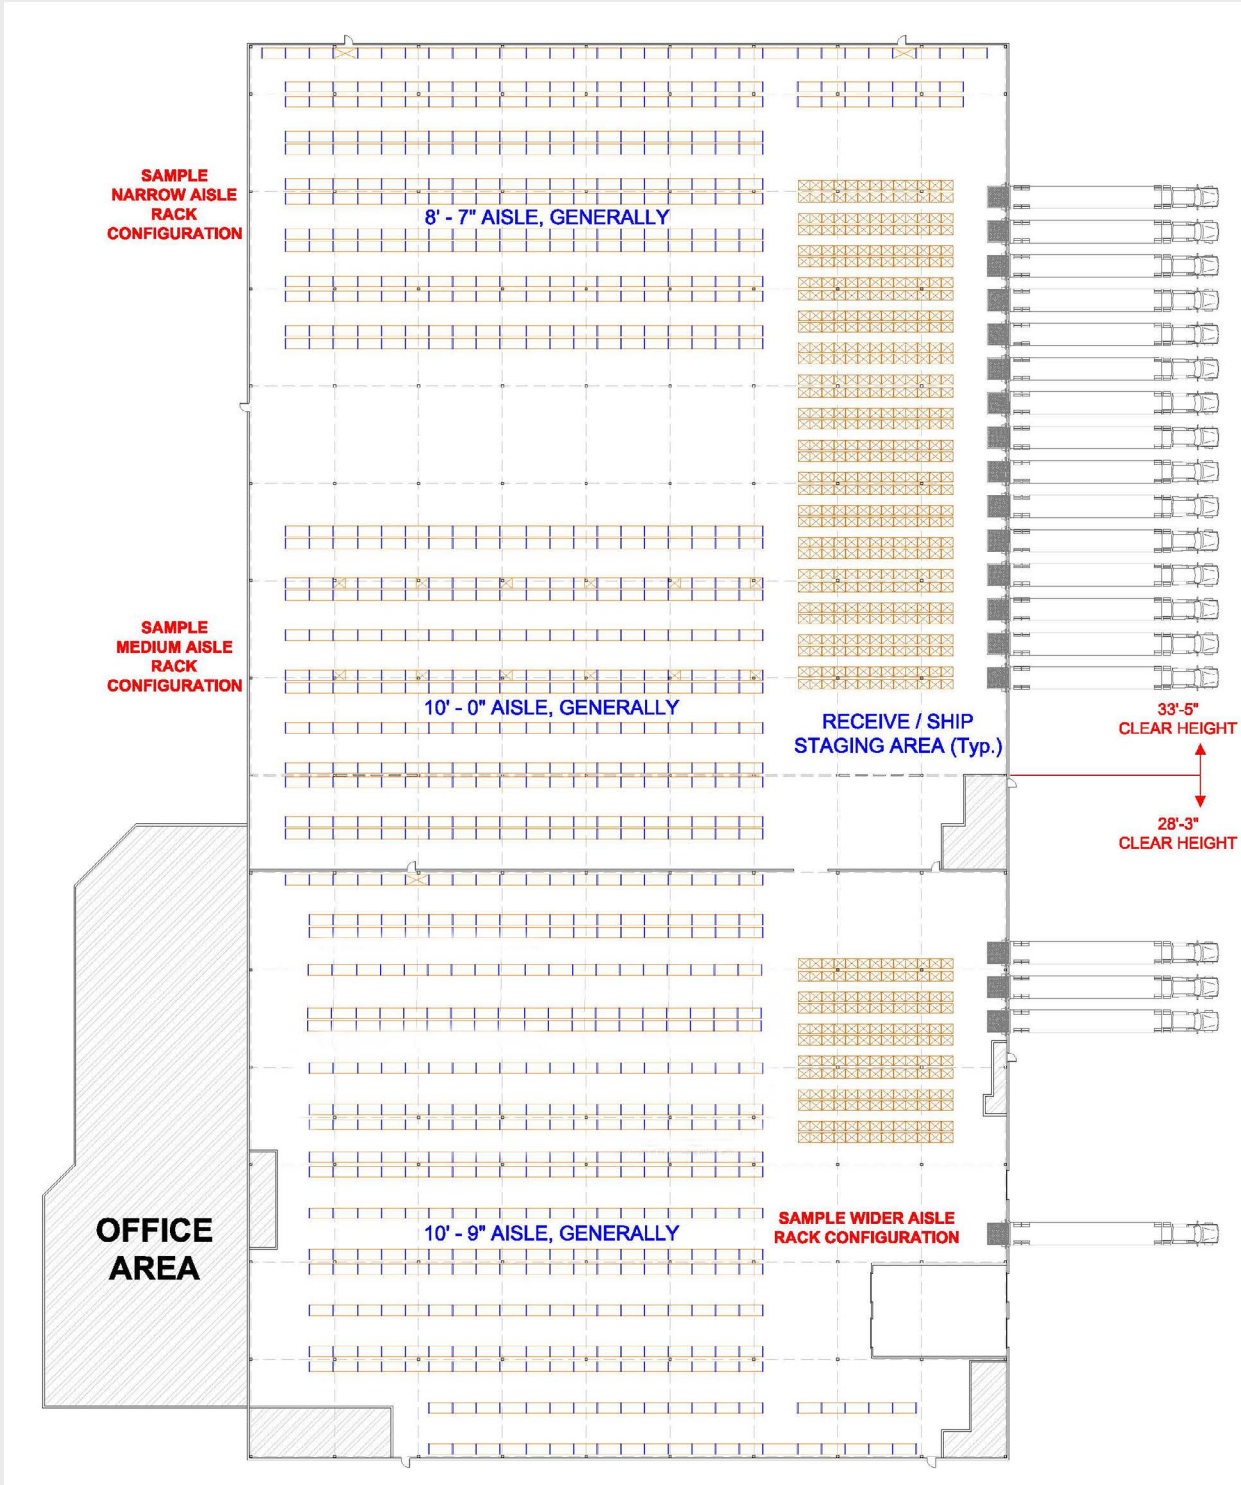 SAMPLE
NARROW AISLE
RACK
CONFIGURATION
8' - 7" AISLE, GENERALLY
SAMPLE
MEDIUM AISLE
RACK
CONFIGURATION
10' - 0" AISLE, GENERALLY
RECEIVE / SHIP
STAGING AREA (Typ.)
33'-5"
CLEAR HEIGHT
28'-3"
CLEAR HEIGHT
OFFICE
AREA
10' - 9" AISLE, GENERALLY
SAMPLE WIDER AISLE
RACK CONFIGURATION